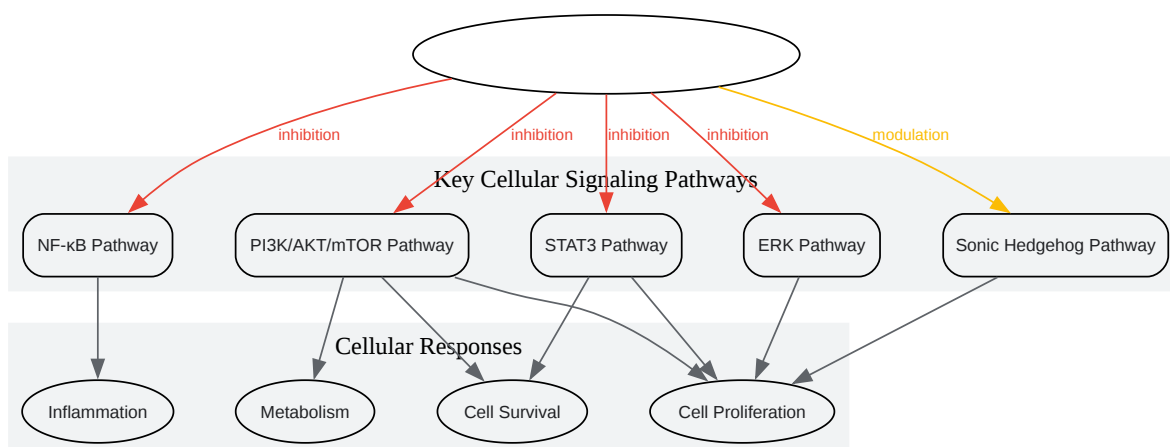 inhibition
inhibition
inhibition
inhibition
modulation
Key Cellular Signaling Pathways
NF-κB Pathway
PI3K/AKT/mTOR Pathway
STAT3 Pathway
ERK Pathway
Sonic Hedgehog Pathway
Cellular Responses
Inflammation
Metabolism
Cell Survival
Cell Proliferation